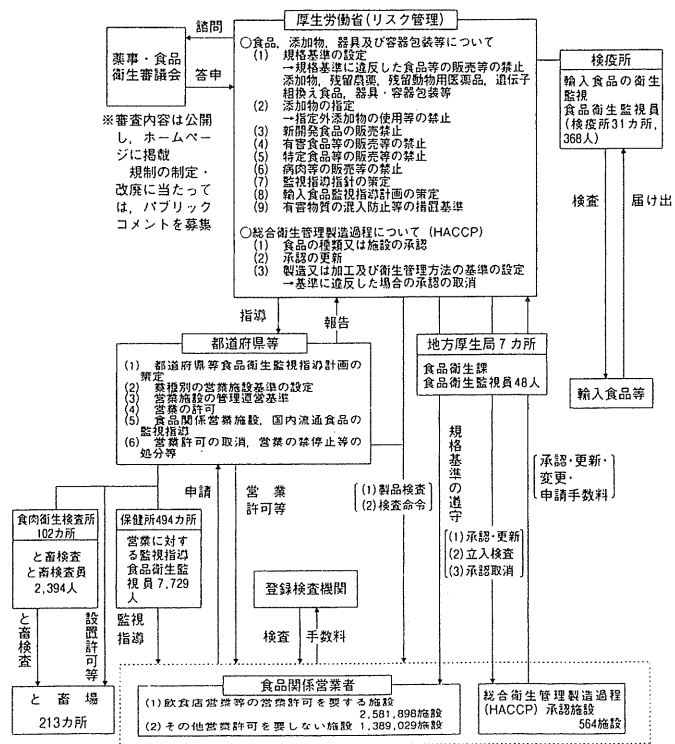 厚生労働省(リスク管理)
諮問
答申
薬事・食品
衛生審議会
※審査内容は公開
し，ホームペー
ジに掲載
規制の制定・
改廃に当たって
は，パブリック
コメントを募集
○食品，添加物，器具及び容器包装等について
(1) 規格基準の設定
→規格基準に違反した食品等の販売等の禁止
添加物，残留農薬，残留動物用医薬品，遺伝子
組換え食品，器具・容器包装等
(2) 添加物の指定
→指定外添加物の使用等の禁止
(3) 新開発食品の販売禁止
(4) 有害食品等の販売等の禁止
(5) 特定食品等の販売等の禁止
(6) 病肉等の販売等の禁止
(7) 監視指導指針の策定
(8) 輸入食品監視指導計画の策定
(9) 有害物質の混入防止等の措置基準
○総合衛生管理製造過程について(HACCP)
(1) 食品の種類又は施設の承認
(2) 承認の更新
(3) 製造又は加工及び衛生管理方法の基準の設定
→基準に違反した場合の承認の取消
検疫所
輸入食品の衛生
監視
食品衛生監視員
(検疫所31カ所，
368人)
検査
届け出
輸入食品等
指導
報告
都道府県等
(1) 都道府県等食品衛生監視指導計画の
策定
(2) 業種別の営業施設基準の設定
(3) 営業施設の管理運営基準
(4) 営業の許可
(5) 食品関係営業施設，国内流通食品の
監視指導
(6) 営業許可の取消，営業の禁停止等の
処分等
地方厚生局7カ所
食品衛生課
食品衛生監視員48人
規格基準の遵守
承認・更新・
変更・
申請手数料
(1)製品検査
(2)検査命令
(1)承認・更新
(2)立入検査
(3)承認取消
申請
営業
許可等
食肉衛生検査所
102カ所
と畜検査
と畜検査員
2,394人
保健所494カ所
営業に対す
る監視指導
食品衛生監
視員7,729
人
と畜検査
設置許可等
監視
指導
登録検査機関
検査
手数料
と畜場
213カ所
食品関係営業者
(1)飲食店営業等の営業許可を要する施設
2,581,898施設
(2)その他営業許可を要しない施設 1,389,029施設
総合衛生管理製造過程
(HACCP)承認施設
564施設